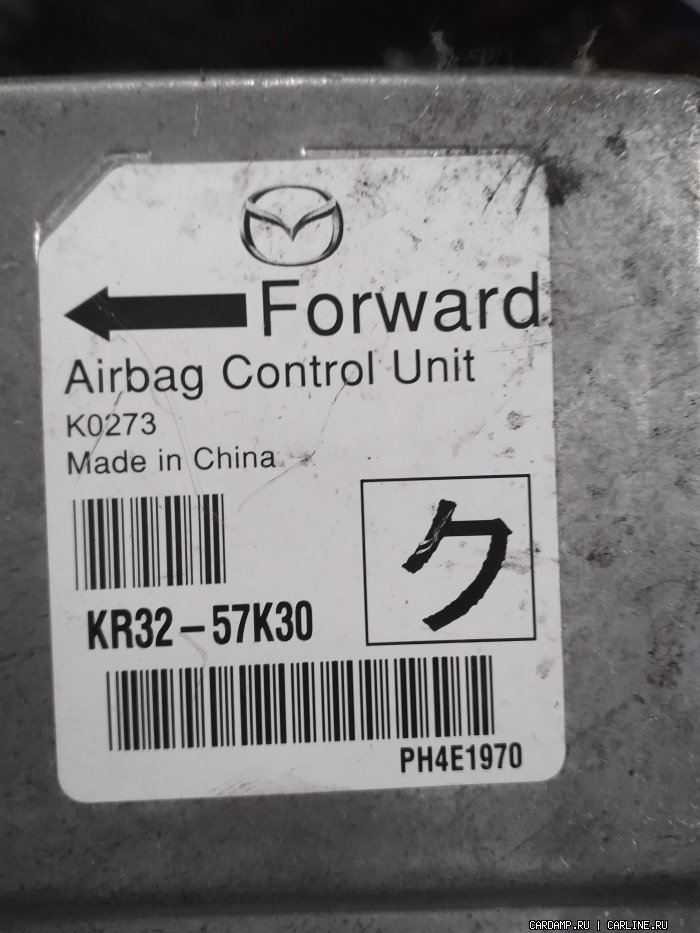 Forward
Airbag Control Unit
K0273
Made in China
ク
KR32-57K30
PH4E1970
CARDAMP.RU | CARLINE.RU